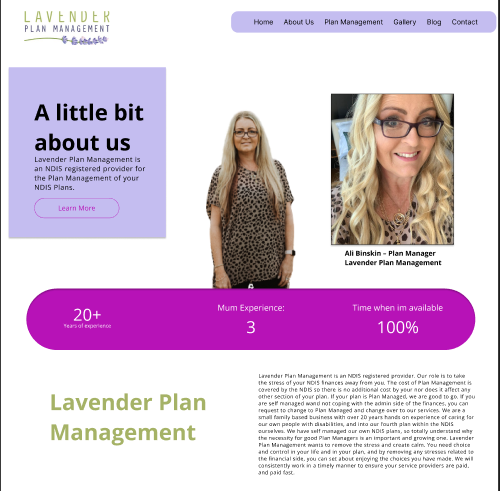 LAVENDER
PLAN MANAGEMENT
Home About Us Plan Management Gallery Blog Contact
A little bit
about us
Lavender Plan Management is
an NDIS registered provider for
the Plan Management of your
NDIS Plans.
Learn More
Ali Binskin – Plan Manager
Lavender Plan Management
20+
Years of experience
Mum Experience:
3
Time when im available
100%
Lavender Plan
Management
Lavender Plan Management is an NDIS registered provider. Our role is to take
the stress of your NDIS finances away from you. The cost of Plan Management is
covered by the NDIS so there is no additional cost by your nor does it affect any
other section of your plan. If your plan is Plan Managed, we are good to go. If you
are self managed wand not coping with the admin side of the finances, you can
request to change to Plan Managed and change over to our services. We are a
small family based business with over 20 years hands on experience of caring for
our own people with disabilities, and into our fourth plan within the NDIS
ourselves. We have self managed our own NDIS plans, so totally understand why
the necessity for good Plan Managers is an important and growing one. Lavender
Plan Management wants to remove the stress and create calm. You need choice
and control in your life and in your plan, and by removing any stresses related to
the financial side, you can set about enjoying the choices you have made. We will
consistently work in a timely manner to ensure your service providers are paid,
and paid fast.